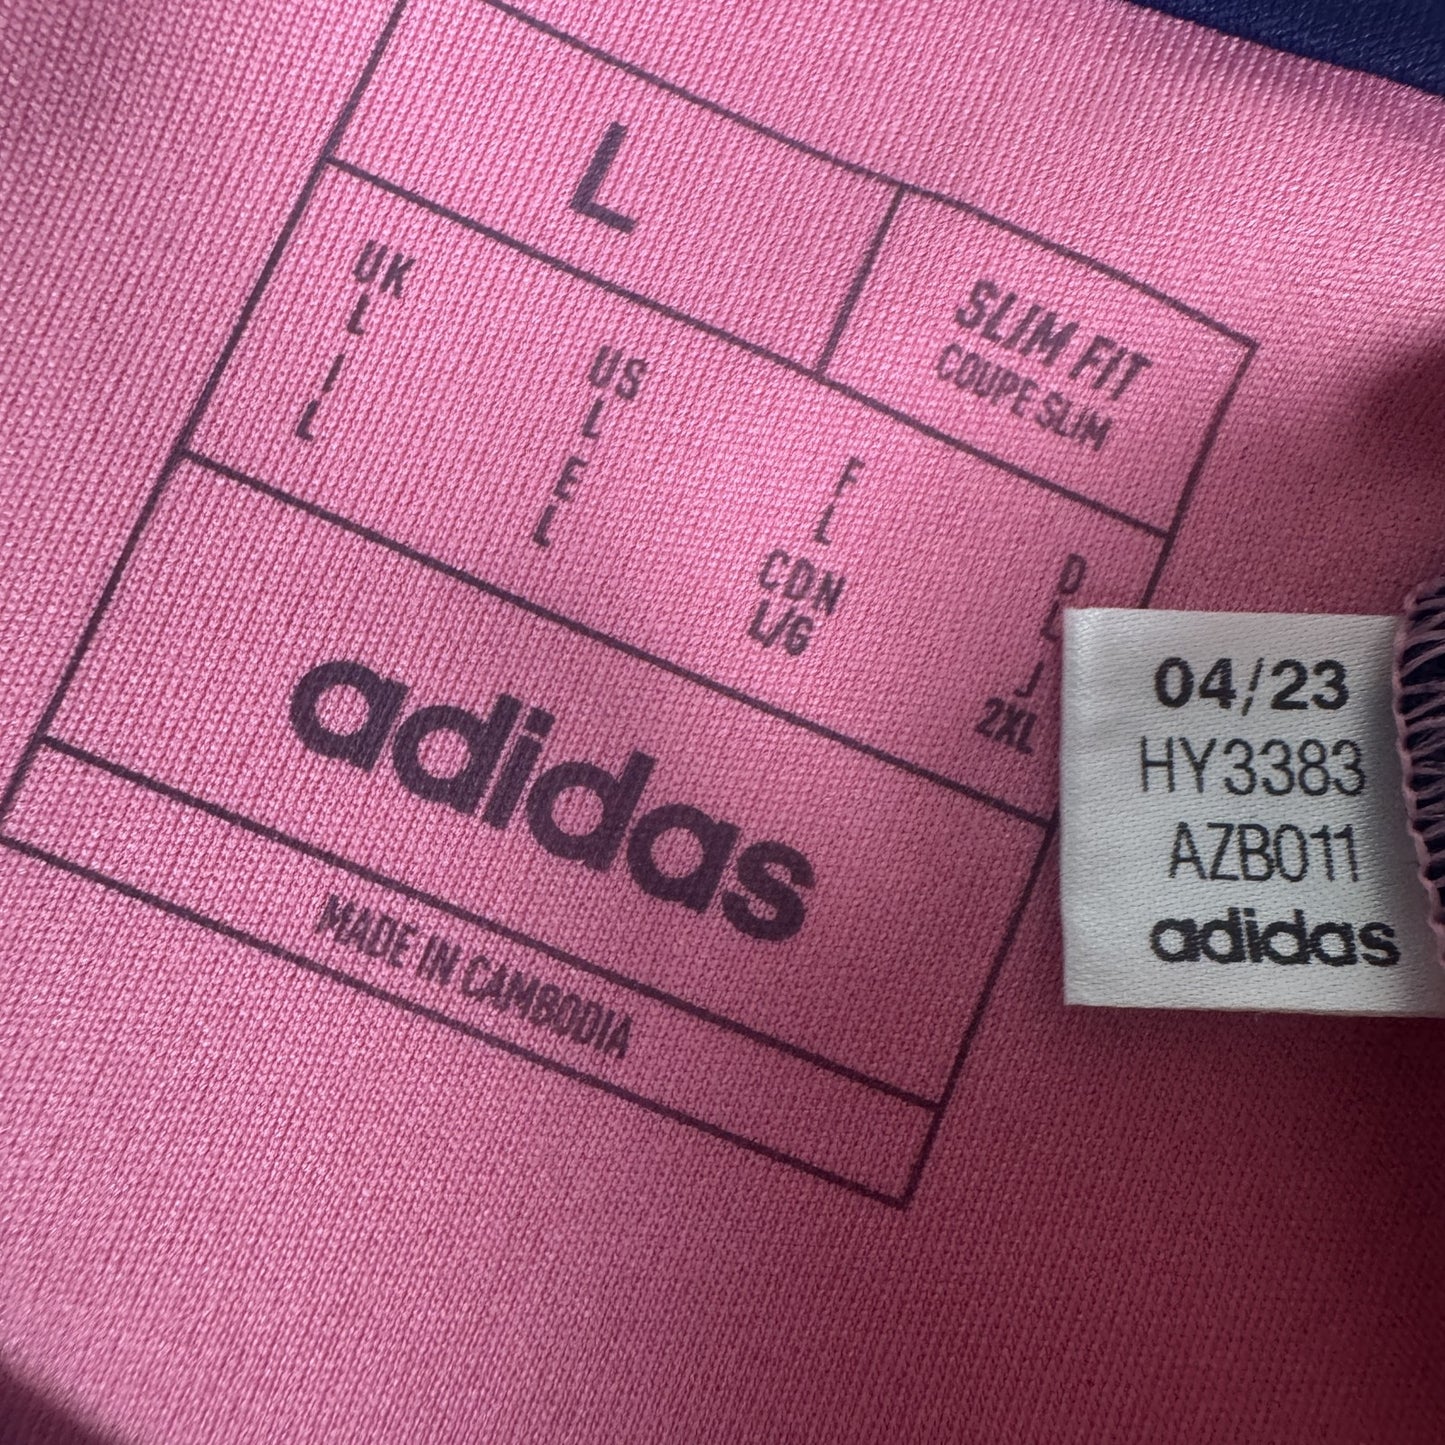 L
SLIM FIT
COUPE SLIM
UK
L
I
L
US
L
E
L
F
L
CDN
L/G
D
L
J
2XL
adidas
MADE IN CAMBODIA
04/23
HY3383
AZB011
adidas